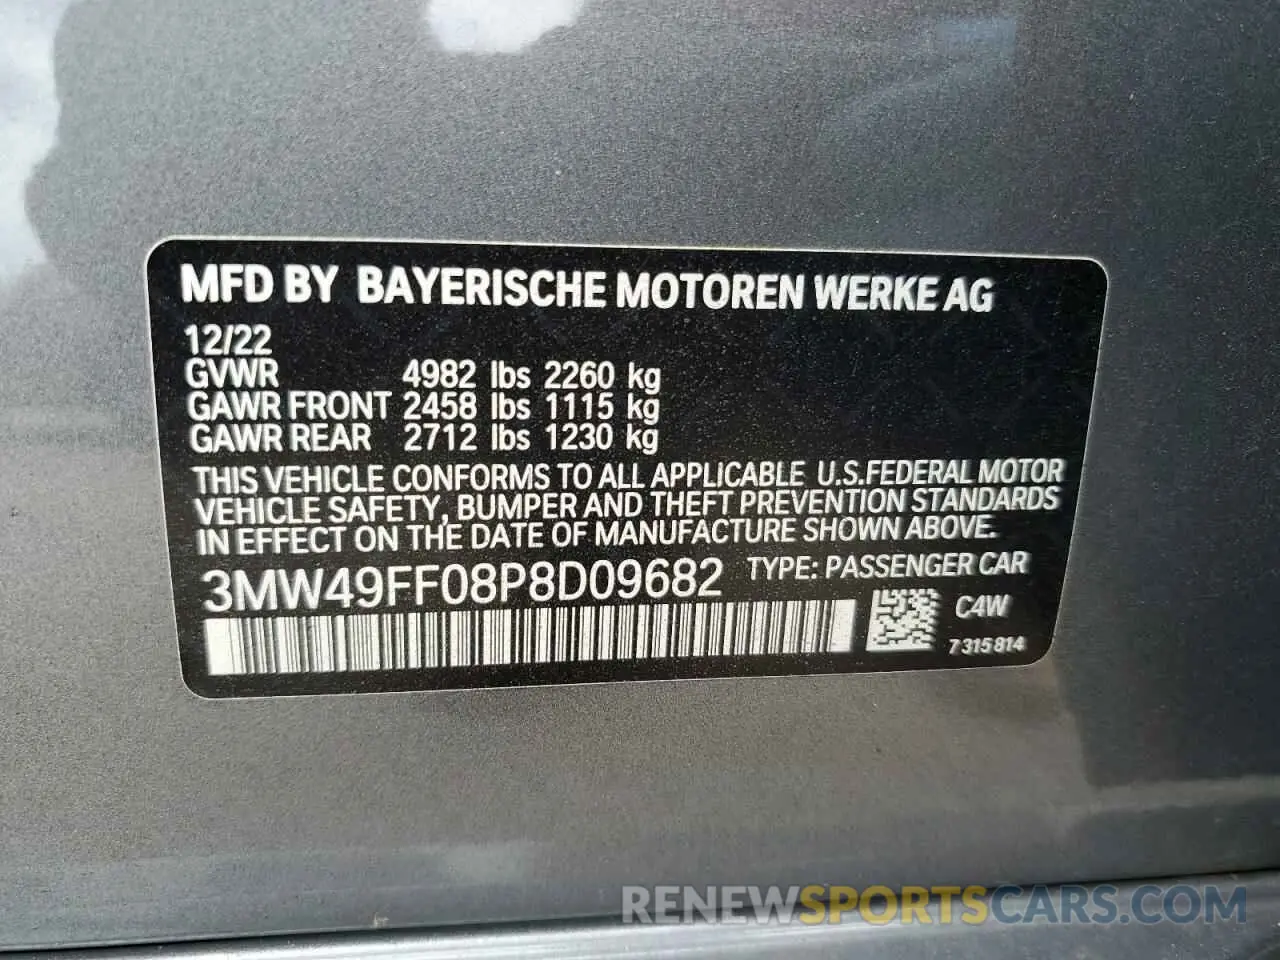 MFD BY BAYERISCHE MOTOREN WERKE AG
12/22
GVWR 4982 lbs 2260 kg
GAWR FRONT 2458 lbs 1115 kg
GAWR REAR 2712 lbs 1230 kg
THIS VEHICLE CONFORMS TO ALL APPLICABLE U.S.FEDERAL MOTOR
VEHICLE SAFETY, BUMPER AND THEFT PREVENTION STANDARDS
IN EFFECT ON THE DATE OF MANUFACTURE SHOWN ABOVE.
3MW49FF08P8D09682 TYPE: PASSENGER CAR
C4W
7 315 814
RENEWSPORTSCARS.COM